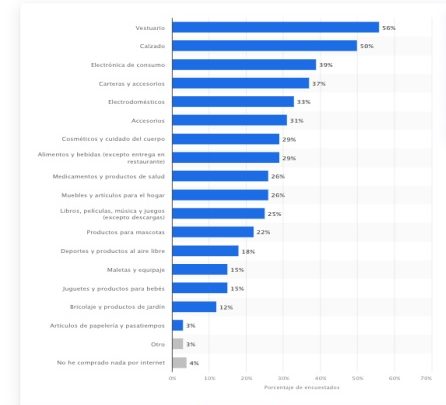 Vestuario 56%
Calzado 50%
Electrónica de consumo 39%
Carteras y accesorios 37%
Electrodomésticos 33%
Accesorios 31%
Cosméticos y cuidado del cuerpo 29%
Alimentos y bebidas (excepto entrega en
restaurante) 29%
Medicamentos y productos de salud 26%
Muebles y artículos para el hogar 26%
Libros, películas, música y juegos
(excepto descargas) 25%
Productos para mascotas 22%
Deportes y productos al aire libre 18%
Maletas y equipaje 15%
Juguetes y productos para bebés 15%
Bricolaje y productos de jardín 12%
Artículos de papelería y pasatiempos 3%
Otro 3%
No he comprado nada por internet 4%
0% 10% 20% 30% 40% 50% 60% 70%
Porcentaje de encuestados